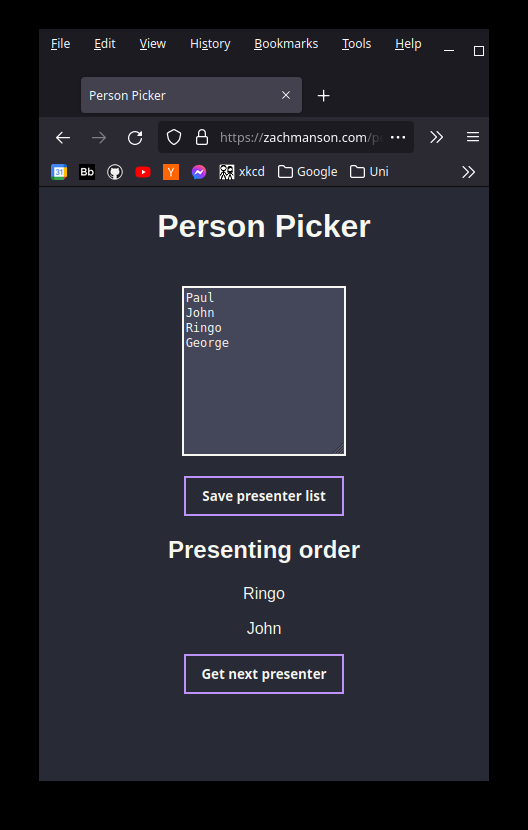 File Edit View History Bookmarks Tools Help
Person Picker
https://zachmanson.com/pe
31 Bb Y xkcd Google Uni
Person Picker
Paul
John
Ringo
George
Save presenter list
Presenting order
Ringo
John
Get next presenter